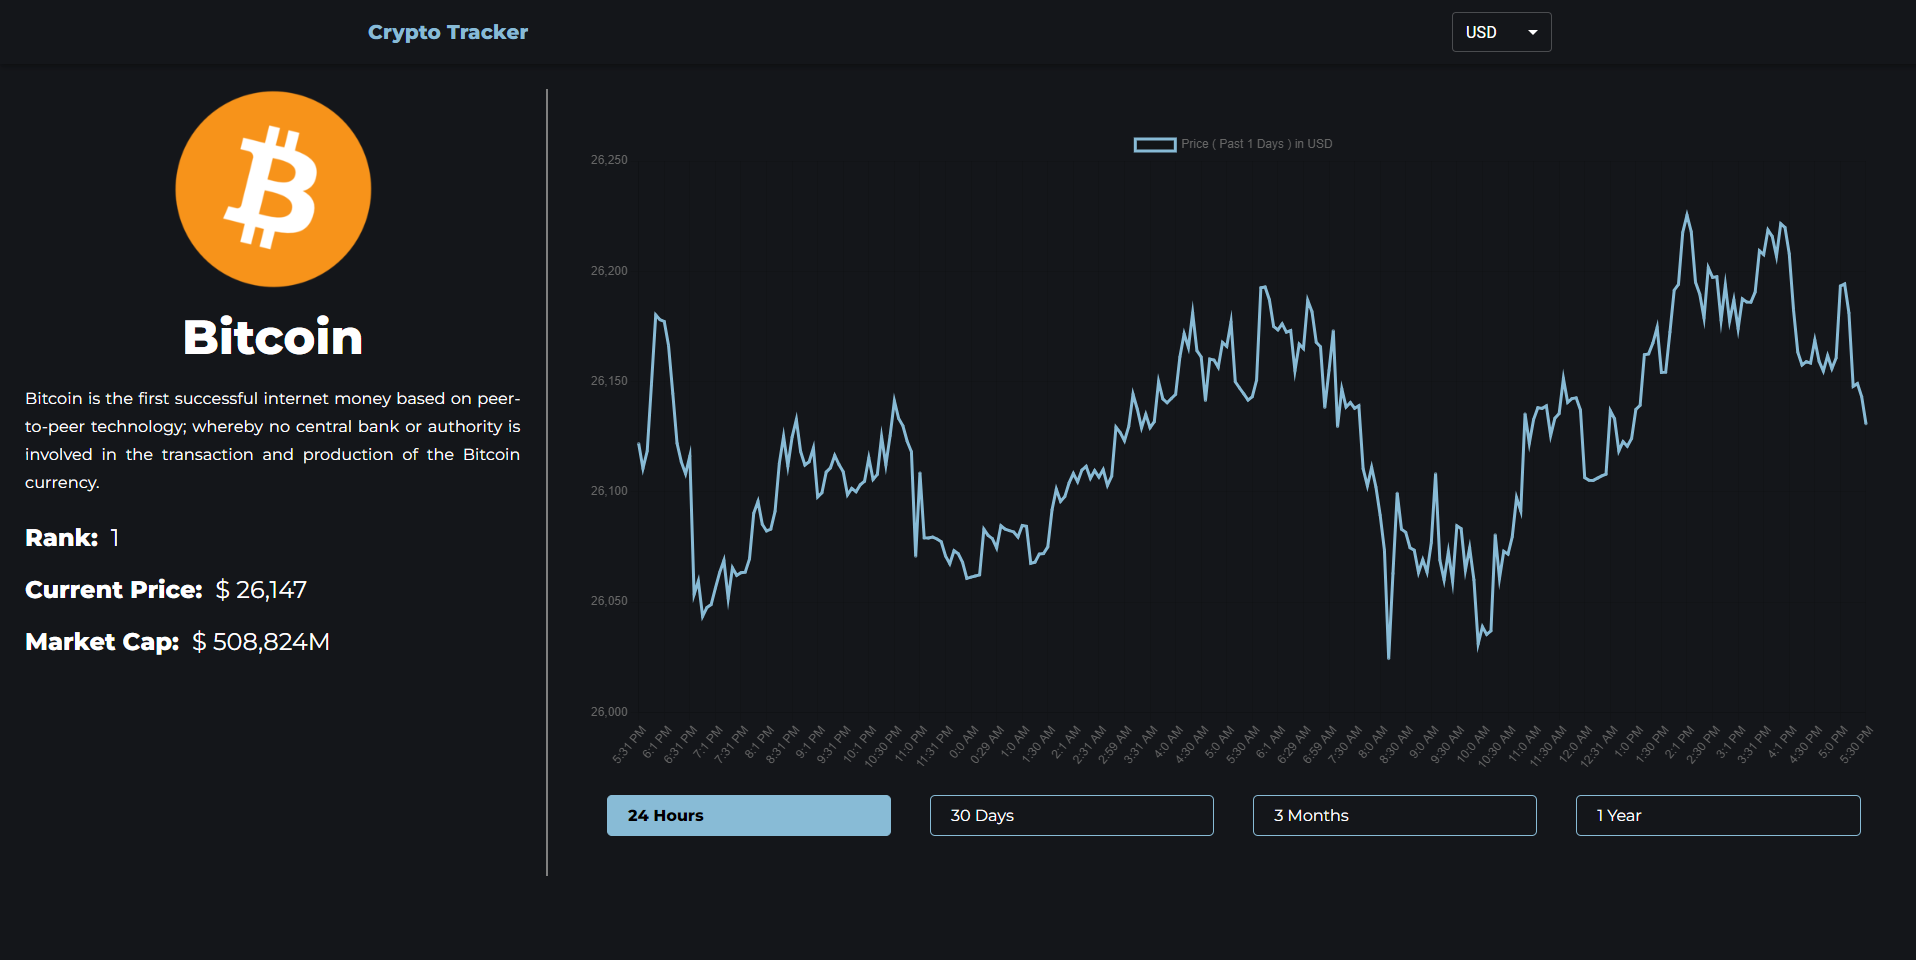 Crypto Tracker
USD
Bitcoin
Bitcoin is the first successful internet money based on peer-
to-peer technology; whereby no central bank or authority is
involved in the transaction and production of the Bitcoin
currency.
Rank: 1
Current Price: $ 26,147
Market Cap: $ 508,824M
Price ( Past 1 Days ) in USD
26,250
26,200
26,150
26,100
26,050
26,000
5:31 PM 6:1 PM 6:31 PM 7:1 PM 7:31 PM 8:1 PM 8:31 PM 9:1 PM 9:31 PM 10:1 PM 10:30 PM 11:0 PM 11:31 PM 0:0 AM 0:29 AM 1:0 AM 1:30 AM 2:1 AM 2:31 AM 2:59 AM 3:31 AM 4:0 AM 4:30 AM 5:0 AM 5:30 AM 6:1 AM 6:29 AM 6:59 AM 7:30 AM 8:0 AM 8:30 AM 9:0 AM 9:30 AM 10:0 AM 10:30 AM 11:0 AM 11:30 AM 12:0 AM 12:31 AM 1:0 PM 1:30 PM 2:1 PM 2:30 PM 3:1 PM 3:31 PM 4:1 PM 4:30 PM 5:0 PM 5:30 PM
24 Hours
30 Days
3 Months
1 Year